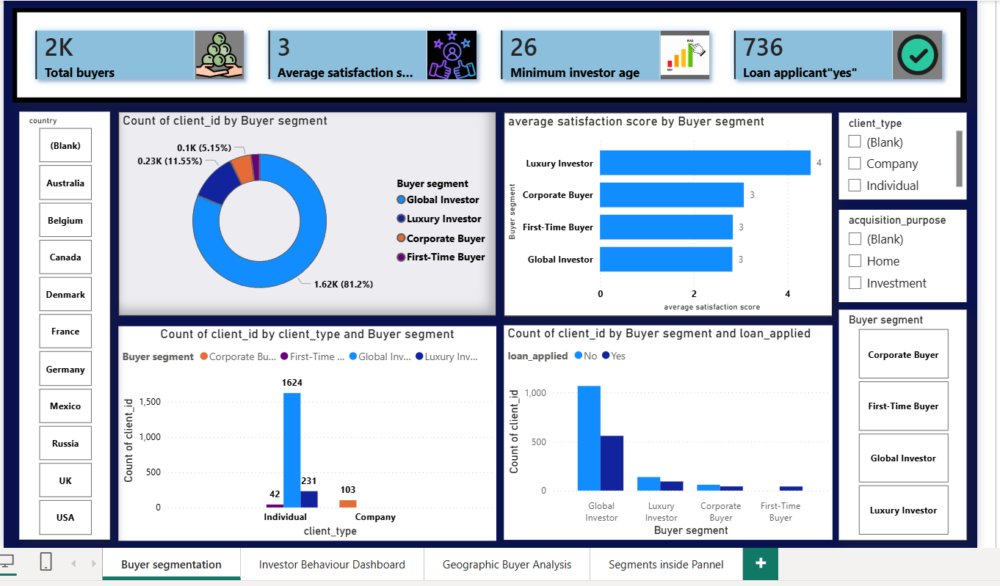 2K
Total buyers
3
Average satisfaction s...
26
Minimum investor age
MAX
MIN
736
Loan applicant"yes"
country
(Blank)
Australia
Belgium
Canada
Denmark
France
Germany
Mexico
Russia
UK
USA
Count of client_id by Buyer segment
0.1K (5.15%)
0.23K (11.55%)
1.62K (81.2%)
Buyer segment
Global Investor
Luxury Investor
Corporate Buyer
First-Time Buyer
average satisfaction score by Buyer segment
Buyer segment
Luxury Investor
4
Corporate Buyer
3
First-Time Buyer
3
Global Investor
3
0 2 4
average satisfaction score
client_type
(Blank)
Company
Individual
acquisition_purpose
(Blank)
Home
Investment
Buyer segment
Corporate Buyer
First-Time Buyer
Global Investor
Luxury Investor
Count of client_id by client_type and Buyer segment
Buyer segment Corporate Bu... First-Time ... Global Inv... Luxury Inv...
Count of client_id
1,500
1,000
500
0
42
1624
231
103
Individual Company
client_type
Count of client_id by Buyer segment and loan_applied
loan_applied No Yes
Count of client_id
1,000
500
0
Global Investor
Luxury Investor
Corporate Buyer
First-Time Buyer
Buyer segment
Buyer segmentation
Investor Behaviour Dashboard
Geographic Buyer Analysis
Segments inside Pannel
+